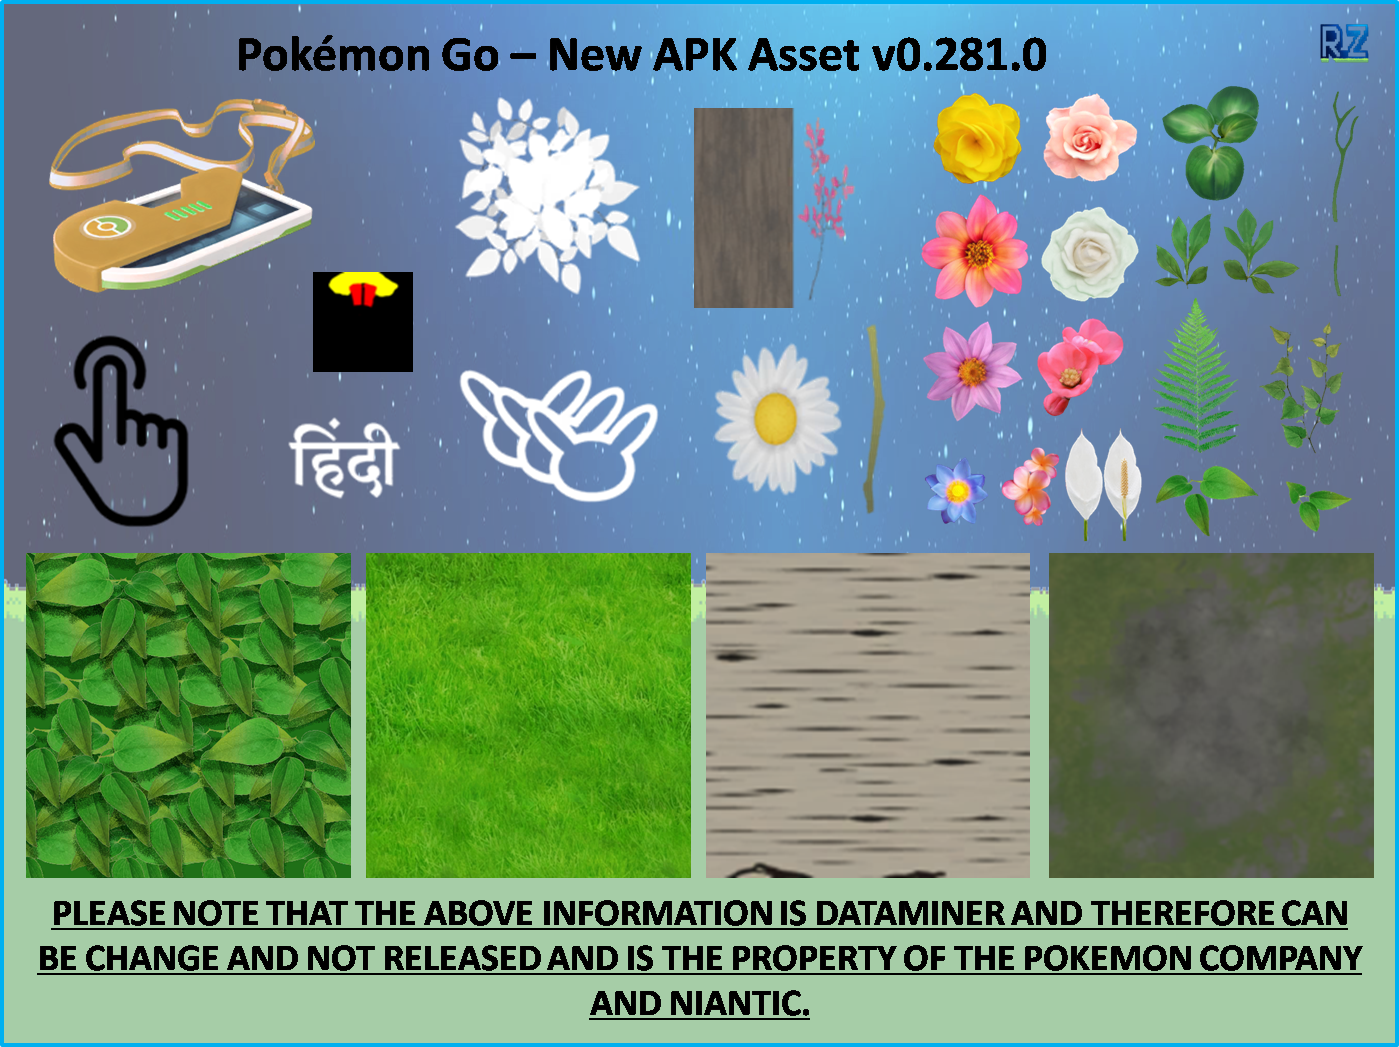 Pokémon Go – New APK Asset v0.281.0
RZ
हिंदी
PLEASE NOTE THAT THE ABOVE INFORMATION IS DATAMINER AND THEREFORE CAN
BE CHANGE AND NOT RELEASED AND IS THE PROPERTY OF THE POKEMON COMPANY
AND NIANTIC.